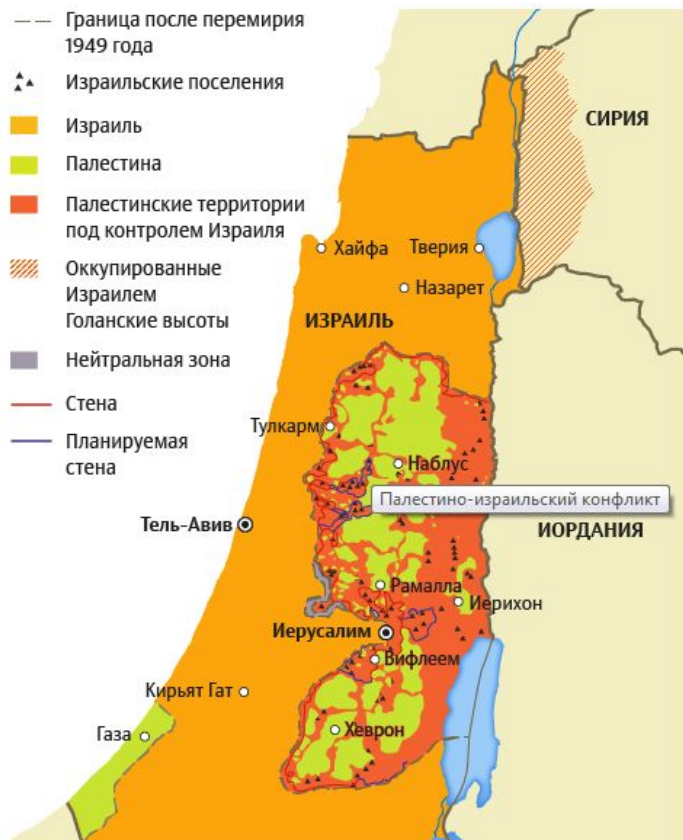 Граница после перемирия
1949 года
Израильские поселения
Израиль
Палестина
Палестинские территории
под контролем Израиля
Оккупированные
Израилем
Голанские высоты
Нейтральная зона
Стена
Планируемая
стена
СИРИЯ
Хайфа
Тверия
Назарет
ИЗРАИЛЬ
Тулкарм
Наблус
Палестино-израильский конфликт
Тель-Авив
ИОРДАНИЯ
Рамалла
Иерихон
Иерусалим
Вифлеем
Кирьят Гат
Газа
Хеврон